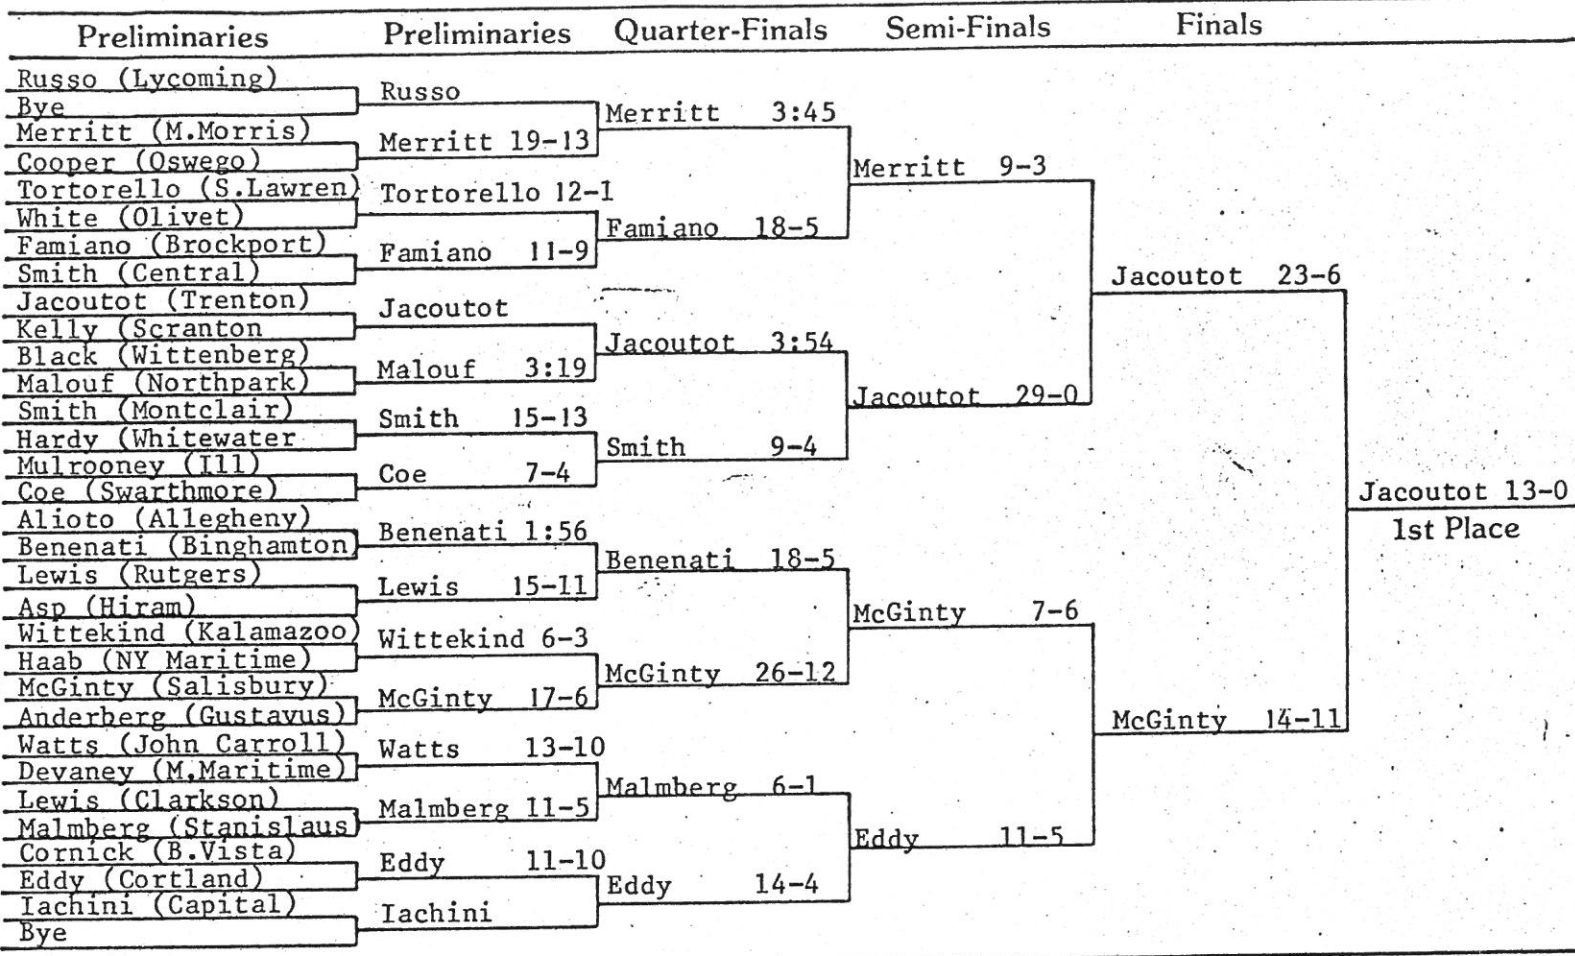 Preliminaries
Preliminaries
Quarter-Finals
Semi-Finals
Finals
Russo (Lycoming)
Bye
Merritt (M.Morris)
Cooper (Oswego)
Tortorello (S.Lawren)
White (Olivet)
Famiano (Brockport)
Smith (Central)
Jacoutot (Trenton)
Kelly (Scranton
Black (Wittenberg)
Malouf (Northpark)
Smith (Montclair)
Hardy (Whitewater
Mulrooney (Ill)
Coe (Swarthmore)
Alioto (Allegheny)
Benenati (Binghamton)
Lewis (Rutgers)
Asp (Hiram)
Wittekind (Kalamazoo)
Haab (NY Maritime)
McGinty (Salisbury)
Anderberg (Gustavus)
Watts (John Carroll)
Devaney (M.Maritime)
Lewis (Clarkson)
Malmberg (Stanislaus
Cornick (B.Vista)
Eddy (Cortland)
Iachini (Capital)
Bye
Russo
Merritt 19-13
Tortorello 12-1
Famiano 11-9
Jacoutot
Malouf 3:19
Smith 15-13
Coe 7-4
Benenati 1:56
Lewis 15-11
Wittekind 6-3
McGinty 17-6
Watts 13-10
Malmberg 11-5
Eddy 11-10
Iachini
Merritt 3:45
Famiano 18-5
Jacoutot 3:54
Smith 9-4
Benenati 18-5
McGinty 26-12
Malmberg 6-1
Eddy 14-4
Merritt 9-3
Jacoutot 29-0
McGinty 7-6
Eddy 11-5
Jacoutot 23-6
McGinty 14-11
Jacoutot 13-0
1st Place